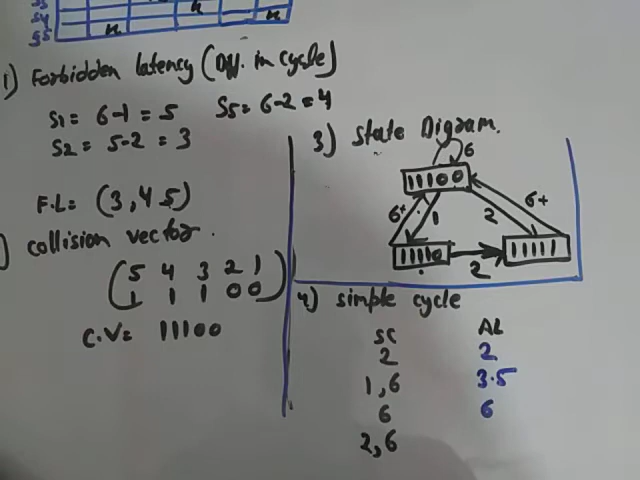 S4
S5 x
x
x
1) Forbidden latency (Diff. in cycle)
S1 = 6-1 = 5 S5 = 6-2 = 4
S2 = 5-2 = 3
F.L = (3, 4 5)
) collision vector.
5 4 3 2 1
1 1 1 0 0
C.V = 11100
3) State Digram.
6
11100
6+ 1 2 6+
11110 2 11111
4) simple cycle
SC AL
2 2
1, 6 3.5
6 6
2, 6